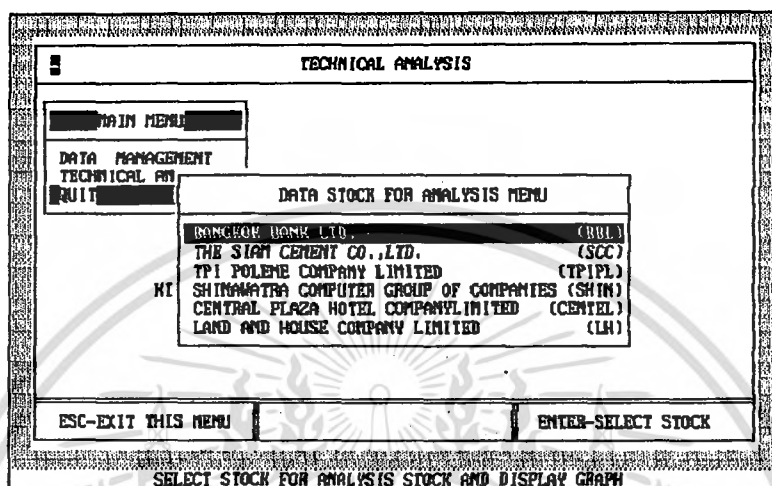 TECHNICAL ANALYSIS
MAIN MENU
DATA MANAGEMENT
TECHNICAL AN
QUIT
DATA STOCK FOR ANALYSIS MENU
BANGKOK BANK LTD. (BBL)
THE SIAM CEMENT CO.,LTD. (SCC)
TPI POLENE COMPANY LIMITED (TPIPL)
KI SHINAWATRA COMPUTER GROUP OF COMPANIES (SHIN)
CENTRAL PLAZA HOTEL COMPANYLIMITED (CENTEL)
LAND AND HOUSE COMPANY LIMITED (LH)
ESC-EXIT THIS MENU ENTER-SELECT STOCK
SELECT STOCK FOR ANALYSIS STOCK AND DISPLAY GRAPH